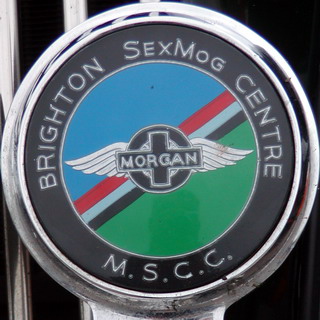 BRIGHTON SEXMOG CENTRE
MORGAN
M.S.C.C.